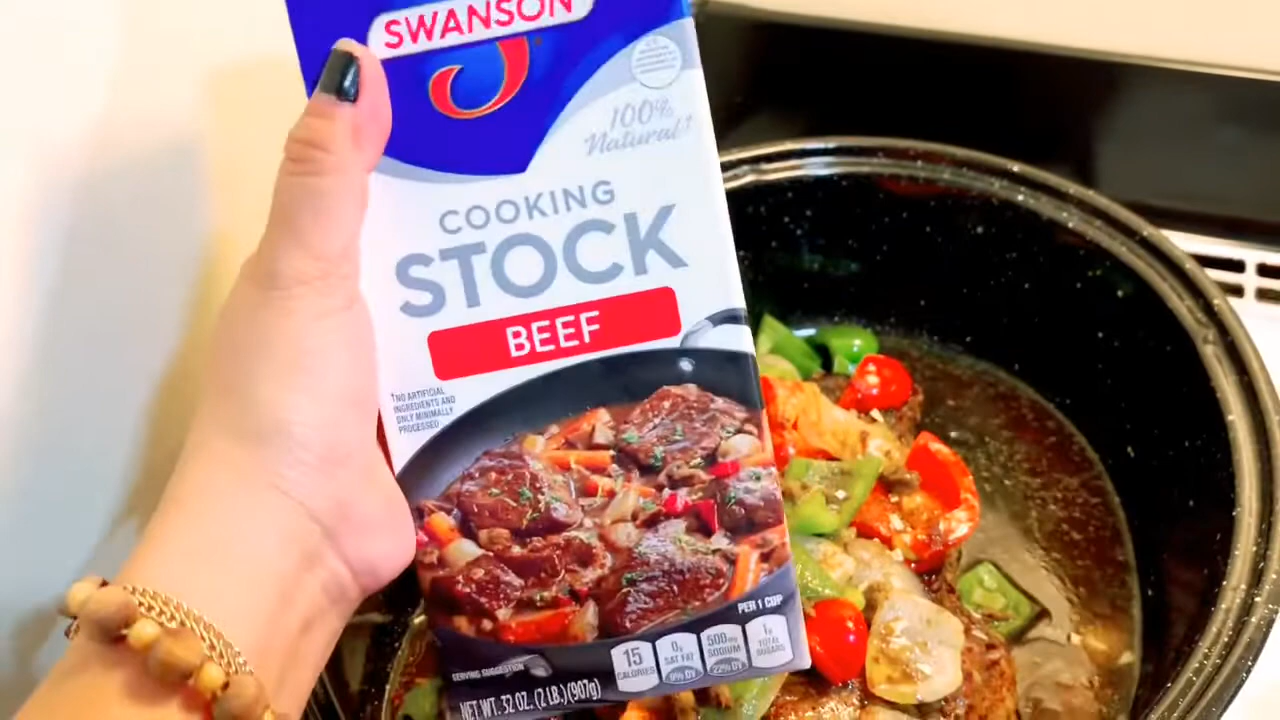 SWANSON
100%
Natural†
COOKING
STOCK
BEEF
†NO ARTIFICIAL
INGREDIENTS AND
ONLY MINIMALLY
PROCESSED
PER 1 CUP
15
CALORIES
0g
SAT FAT
0% DV
500mg
SODIUM
22% DV
1g
TOTAL
SUGARS
SERVING SUGGESTION
NET WT. 32 OZ. (2 LB.) (907g)